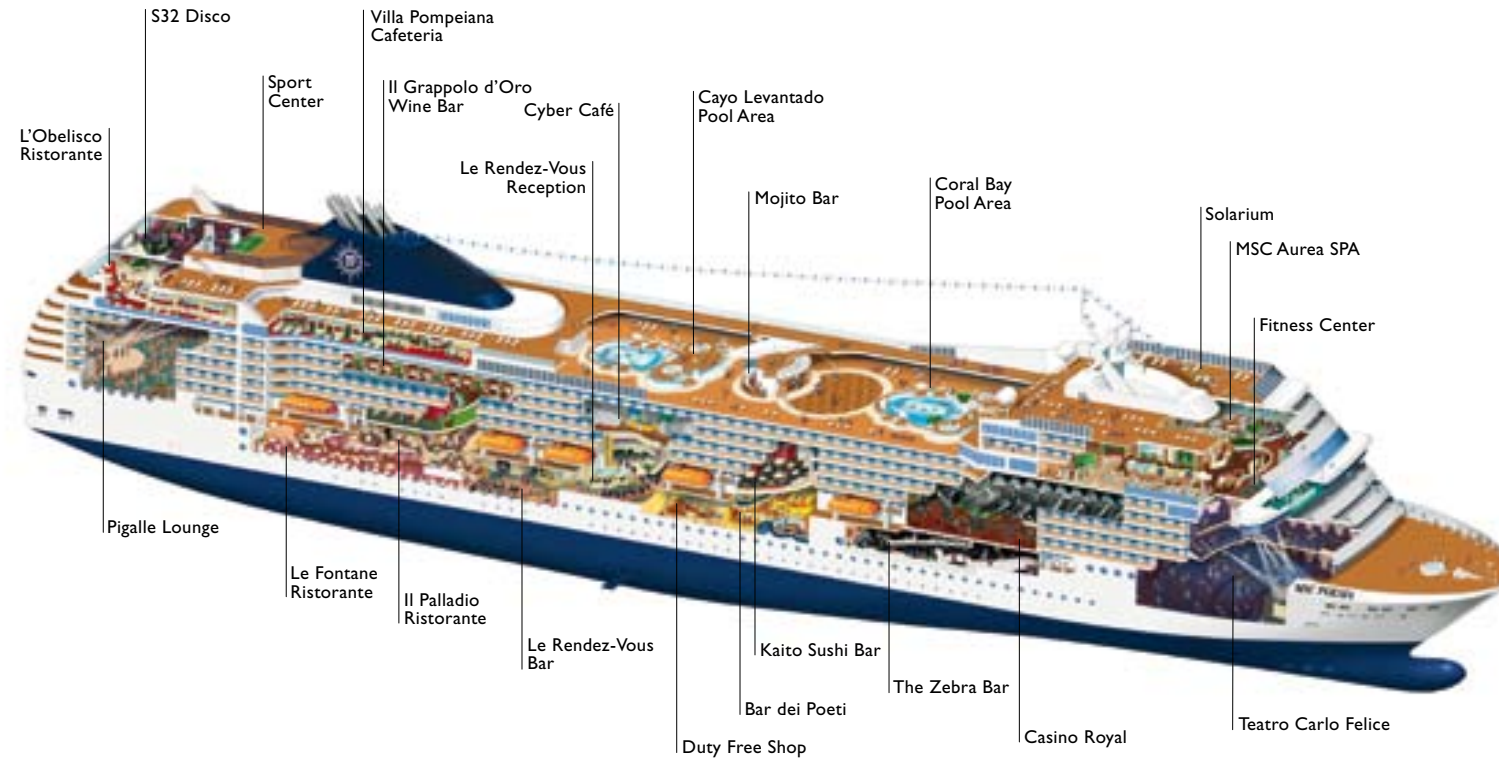 S32 Disco
Villa Pompeiana
Cafeteria
Sport
Center
Il Grappolo d'Oro
Wine Bar
Cyber Café
Cayo Levantado
Pool Area
L'Obelisco
Ristorante
Le Rendez-Vous
Reception
Mojito Bar
Coral Bay
Pool Area
Solarium
MSC Aurea SPA
Fitness Center
Pigalle Lounge
Le Fontane
Ristorante
Il Palladio
Ristorante
Le Rendez-Vous
Bar
Kaito Sushi Bar
The Zebra Bar
Bar dei Poeti
Duty Free Shop
Casino Royal
Teatro Carlo Felice
MSC POESIA